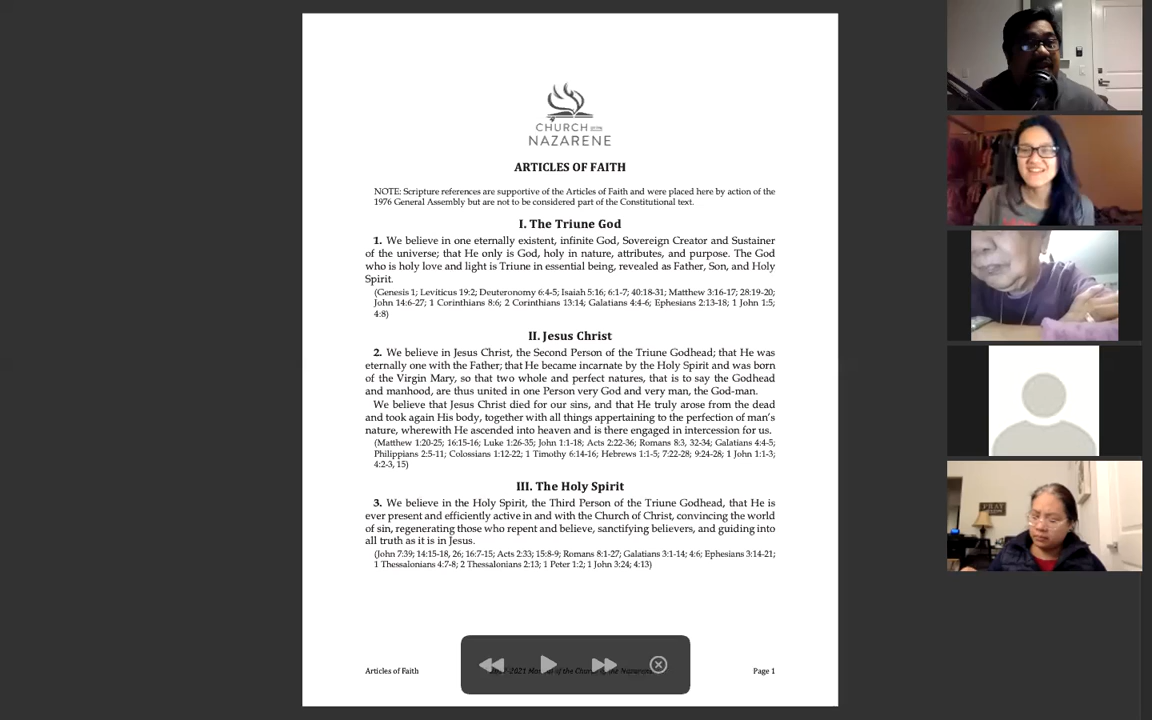 CHURCH OF THE
NAZARENE
ARTICLES OF FAITH
NOTE: Scripture references are supportive of the Articles of Faith and were placed here by action of the
1976 General Assembly but are not to be considered part of the Constitutional text.
I. The Triune God
1. We believe in one eternally existent, infinite God, Sovereign Creator and Sustainer
of the universe; that He only is God, holy in nature, attributes, and purpose. The God
who is holy love and light is Triune in essential being, revealed as Father, Son, and Holy
Spirit.
(Genesis 1; Leviticus 19:2; Deuteronomy 6:4-5; Isaiah 5:16; 6:1-7; 40:18-31; Matthew 3:16-17; 28:19-20;
John 14:6-27; 1 Corinthians 8:6; 2 Corinthians 13:14; Galatians 4:4-6; Ephesians 2:13-18; 1 John 1:5;
4:8)
II. Jesus Christ
2. We believe in Jesus Christ, the Second Person of the Triune Godhead; that He was
eternally one with the Father; that He became incarnate by the Holy Spirit and was born
of the Virgin Mary, so that two whole and perfect natures, that is to say the Godhead
and manhood, are thus united in one Person very God and very man, the God-man.
We believe that Jesus Christ died for our sins, and that He truly arose from the dead
and took again His body, together with all things appertaining to the perfection of man's
nature, wherewith He ascended into heaven and is there engaged in intercession for us.
(Matthew 1:20-25; 16:15-16; Luke 1:26-35; John 1:1-18; Acts 2:22-36; Romans 8:3, 32-34; Galatians 4:4-5;
Philippians 2:5-11; Colossians 1:12-22; 1 Timothy 6:14-16; Hebrews 1:1-5; 7:22-28; 9:24-28; 1 John 1:1-3;
4:2-3, 15)
III. The Holy Spirit
3. We believe in the Holy Spirit, the Third Person of the Triune Godhead, that He is
ever present and efficiently active in and with the Church of Christ, convincing the world
of sin, regenerating those who repent and believe, sanctifying believers, and guiding into
all truth as it is in Jesus.
(John 7:39; 14:15-18, 26; 16:7-15; Acts 2:33; 15:8-9; Romans 8:1-27; Galatians 3:1-14; 4:6; Ephesians 3:14-21;
1 Thessalonians 4:7-8; 2 Thessalonians 2:13; 1 Peter 1:2; 1 John 3:24; 4:13)
Articles of Faith
of the Church of the Nazarene
Page 1
PRAY